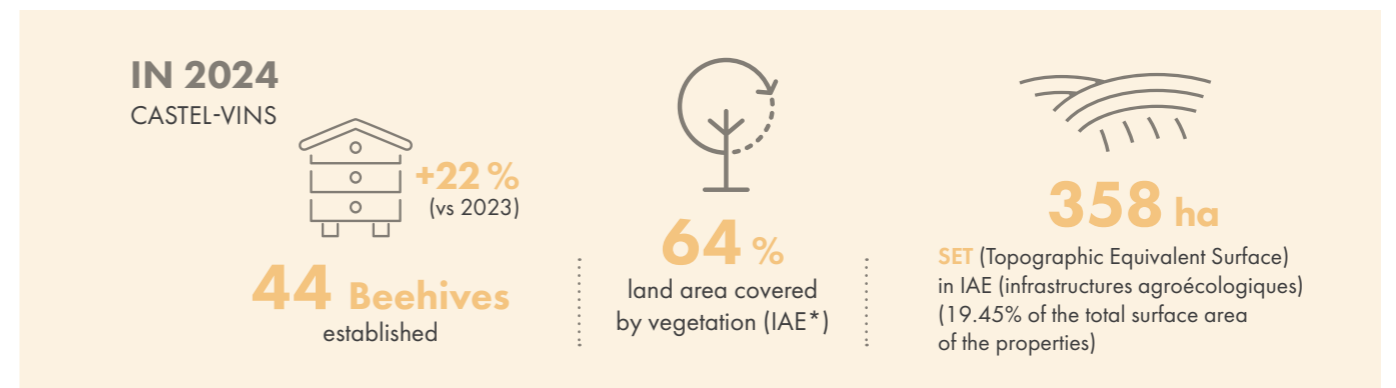 IN 2024
CASTEL-VINS
+22 %
(vs 2023)
44 Beehives
established
64 %
land area covered
by vegetation (IAE*)
358 ha
SET (Topographic Equivalent Surface)
in IAE (infrastructures agroécologiques)
(19.45% of the total surface area
of the properties)